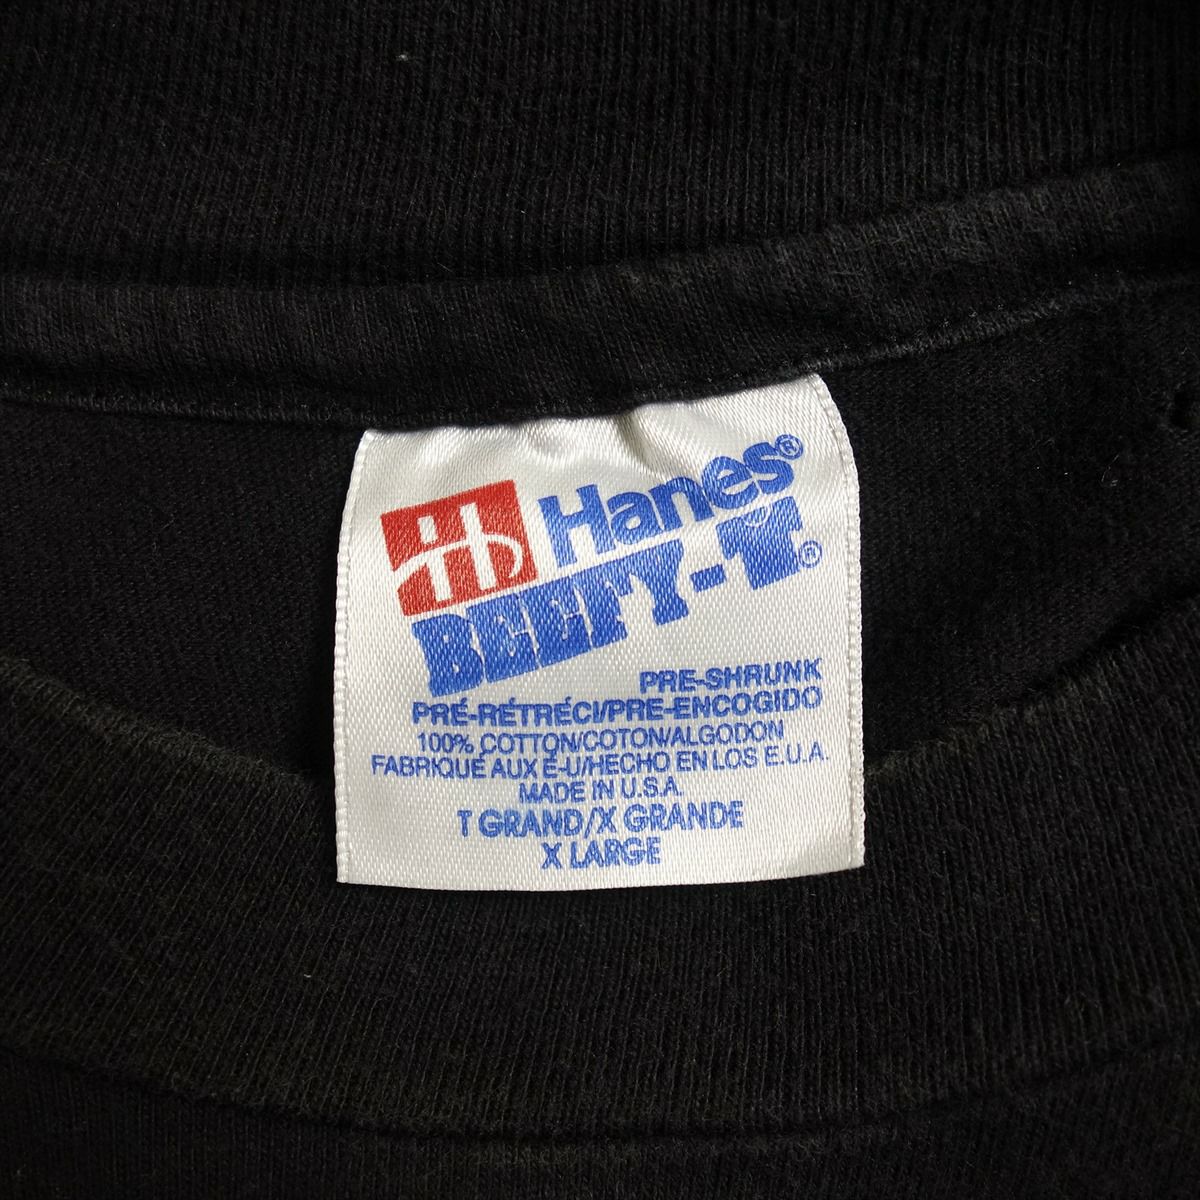 Hanes®
BEEFY-T.®
PRE-SHRUNK
PRÉ-RÉTRÉCI/PRE-ENCOGIDO
100% COTTON/COTON/ALGODON
FABRIQUÉ AUX É-U/HECHO EN LOS E.U.A.
MADE IN U.S.A.
T GRAND/X GRANDE
X LARGE